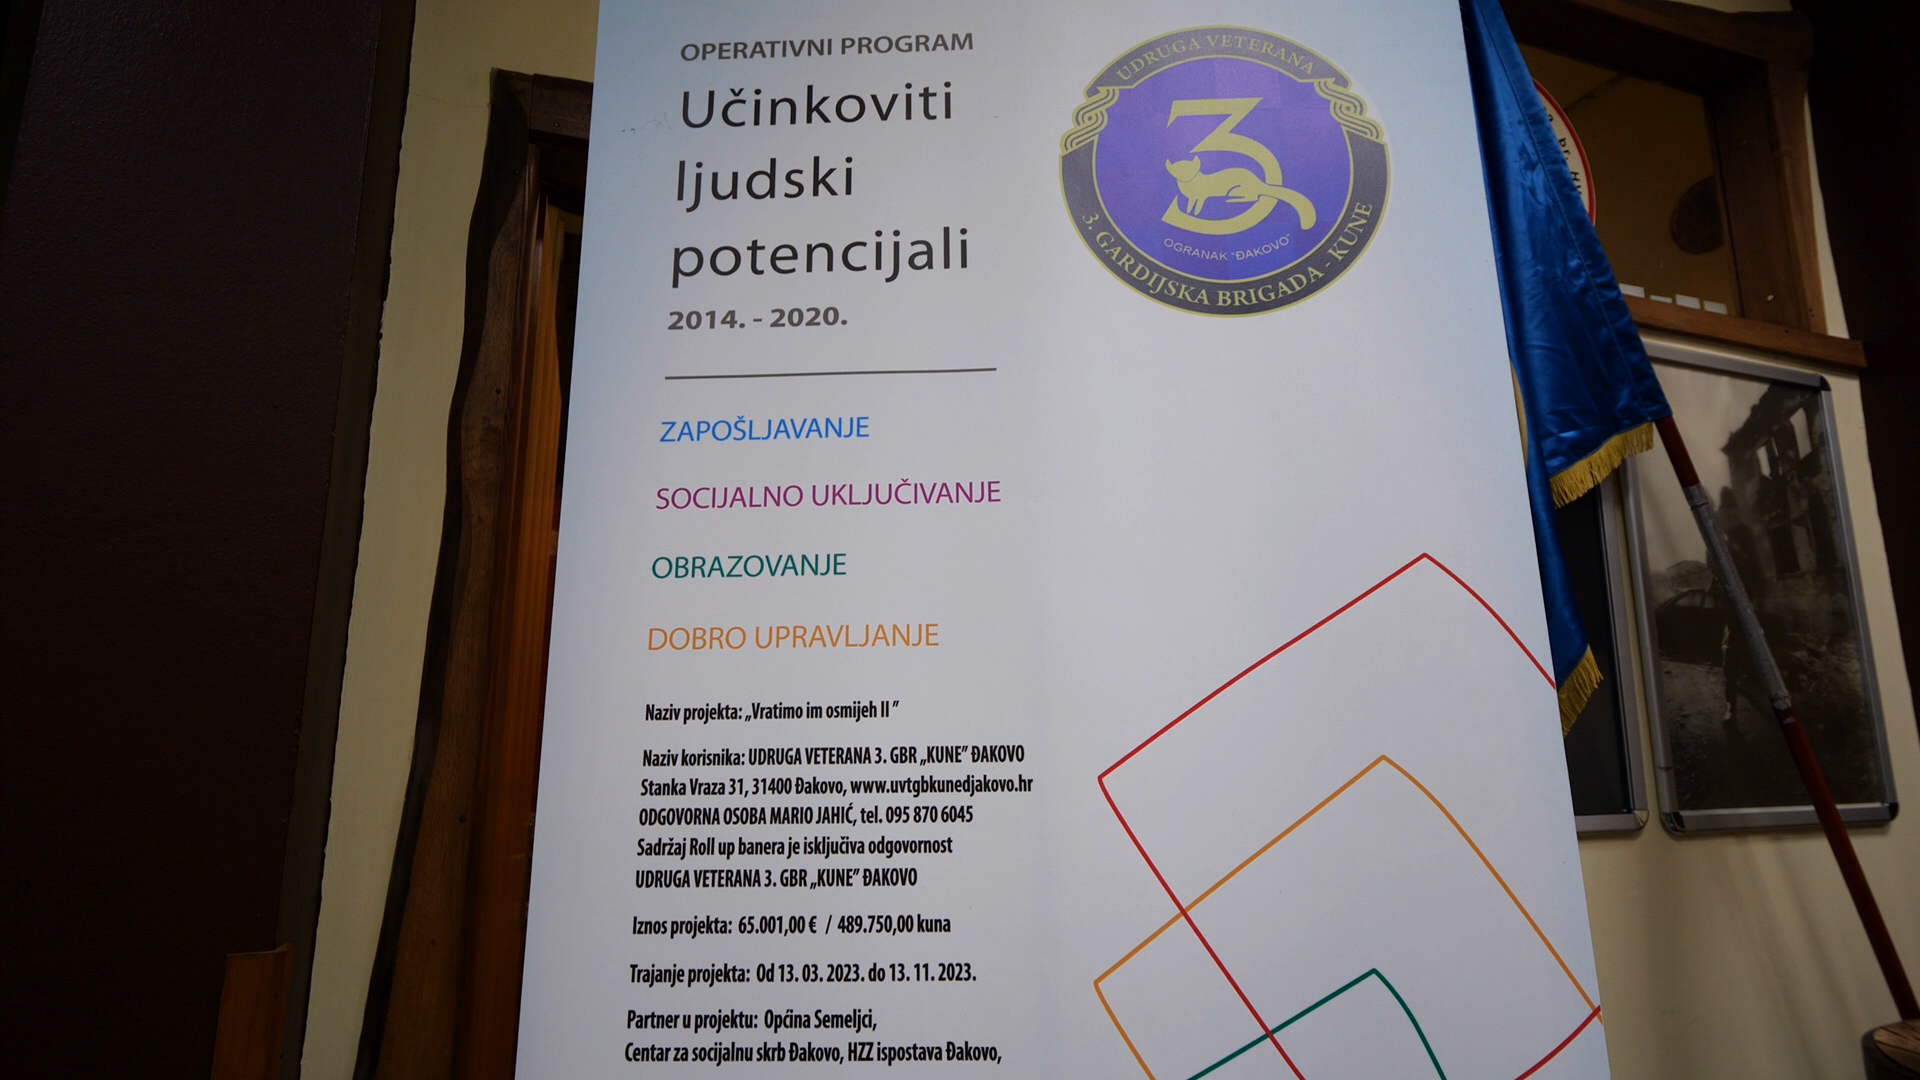 OPERATIVNI PROGRAM
Učinkoviti
ljudski
potencijali
2014. - 2020.
UDRUGA VETERANA
3
OGRANAK "ĐAKOVO"
3. GARDIJSKA BRIGADA - KUNE
ZAPOŠLJAVANJE
SOCIJALNO UKLJUČIVANJE
OBRAZOVANJE
DOBRO UPRAVLJANJE
Naziv projekta: „Vratimo im osmijeh II ”
Naziv korisnika: UDRUGA VETERANA 3. GBR „KUNE” ĐAKOVO
Stanka Vraza 31, 31400 Đakovo, www.uvtgbkunedjakovo.hr
ODGOVORNA OSOBA MARIO JAHIĆ, tel. 095 870 6045
Sadržaj Roll up banera je isključiva odgovornost
UDRUGA VETERANA 3. GBR „KUNE” ĐAKOVO
Iznos projekta: 65.001,00 € / 489.750,00 kuna
Trajanje projekta: Od 13. 03. 2023. do 13. 11. 2023.
Partner u projektu: Općina Semeljci,
Centar za socijalnu skrb Đakovo, HZZ ispostava Đakovo,